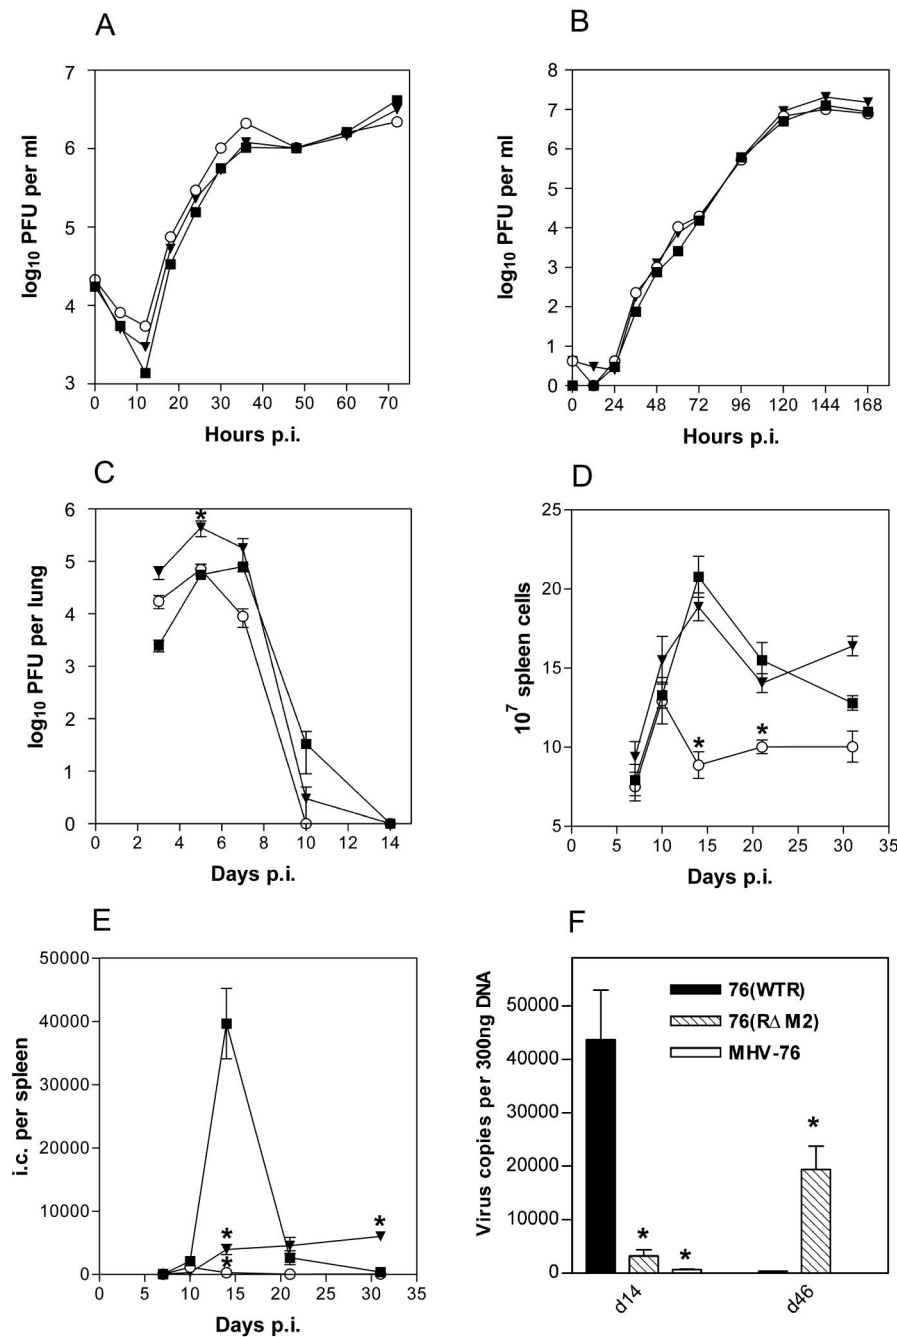 A
7
6
5
4
3
log10 PFU per ml
0 10 20 30 40 50 60 70
Hours p.i.
B
8
7
6
5
4
3
2
1
0
log10 PFU per ml
0 24 48 72 96 120 144 168
Hours p.i.
C
6
5
4
3
2
1
0
log10 PFU per lung
*
0 2 4 6 8 10 12 14
Days p.i.
D
25
20
15
10
5
10^7 spleen cells
* *
0 5 10 15 20 25 30 35
Days p.i.
E
50000
40000
30000
20000
10000
0
i.c. per spleen
*
*
*
0 5 10 15 20 25 30 35
Days p.i.
F
50000
40000
30000
20000
10000
0
Virus copies per 300ng DNA
76(WTR)
76(RΔ M2)
MHV-76
* * *
d14 d46